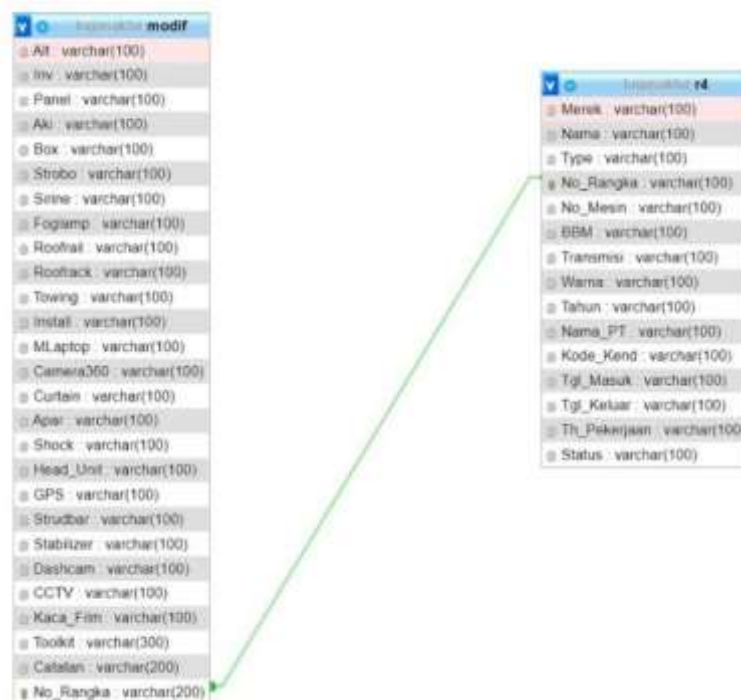 modif
Alt : varchar(100)
Inv : varchar(100)
Panel : varchar(100)
Aki : varchar(100)
Box : varchar(100)
Strobo : varchar(100)
Sirine : varchar(100)
Foglamp : varchar(100)
Roofrail : varchar(100)
Roofrack : varchar(100)
Towing : varchar(100)
Install : varchar(100)
MLaptop : varchar(100)
Camera360 : varchar(100)
Curtain : varchar(100)
Apar : varchar(100)
Shock : varchar(100)
Head_Unit : varchar(100)
GPS : varchar(100)
Strudbar : varchar(100)
Stabilizer : varchar(100)
Dashcam : varchar(100)
CCTV : varchar(100)
Kaca_Film : varchar(100)
Toolkit : varchar(300)
Catatan : varchar(200)
No_Rangka : varchar(200)
r4
Merek : varchar(100)
Nama : varchar(100)
Type : varchar(100)
No_Rangka : varchar(100)
No_Mesin : varchar(100)
BBM : varchar(100)
Transmisi : varchar(100)
Warna : varchar(100)
Tahun : varchar(100)
Nama_PT : varchar(100)
Kode_Kend : varchar(100)
Tgl_Masuk : varchar(100)
Tgl_Keluar : varchar(100)
Th_Pekerjaan : varchar(100
Status : varchar(100)